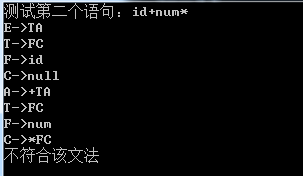 测试第二个语句：id+num*
E->TA
T->FC
F->id
C->null
A->+TA
T->FC
F->num
C->*FC
不符合该文法